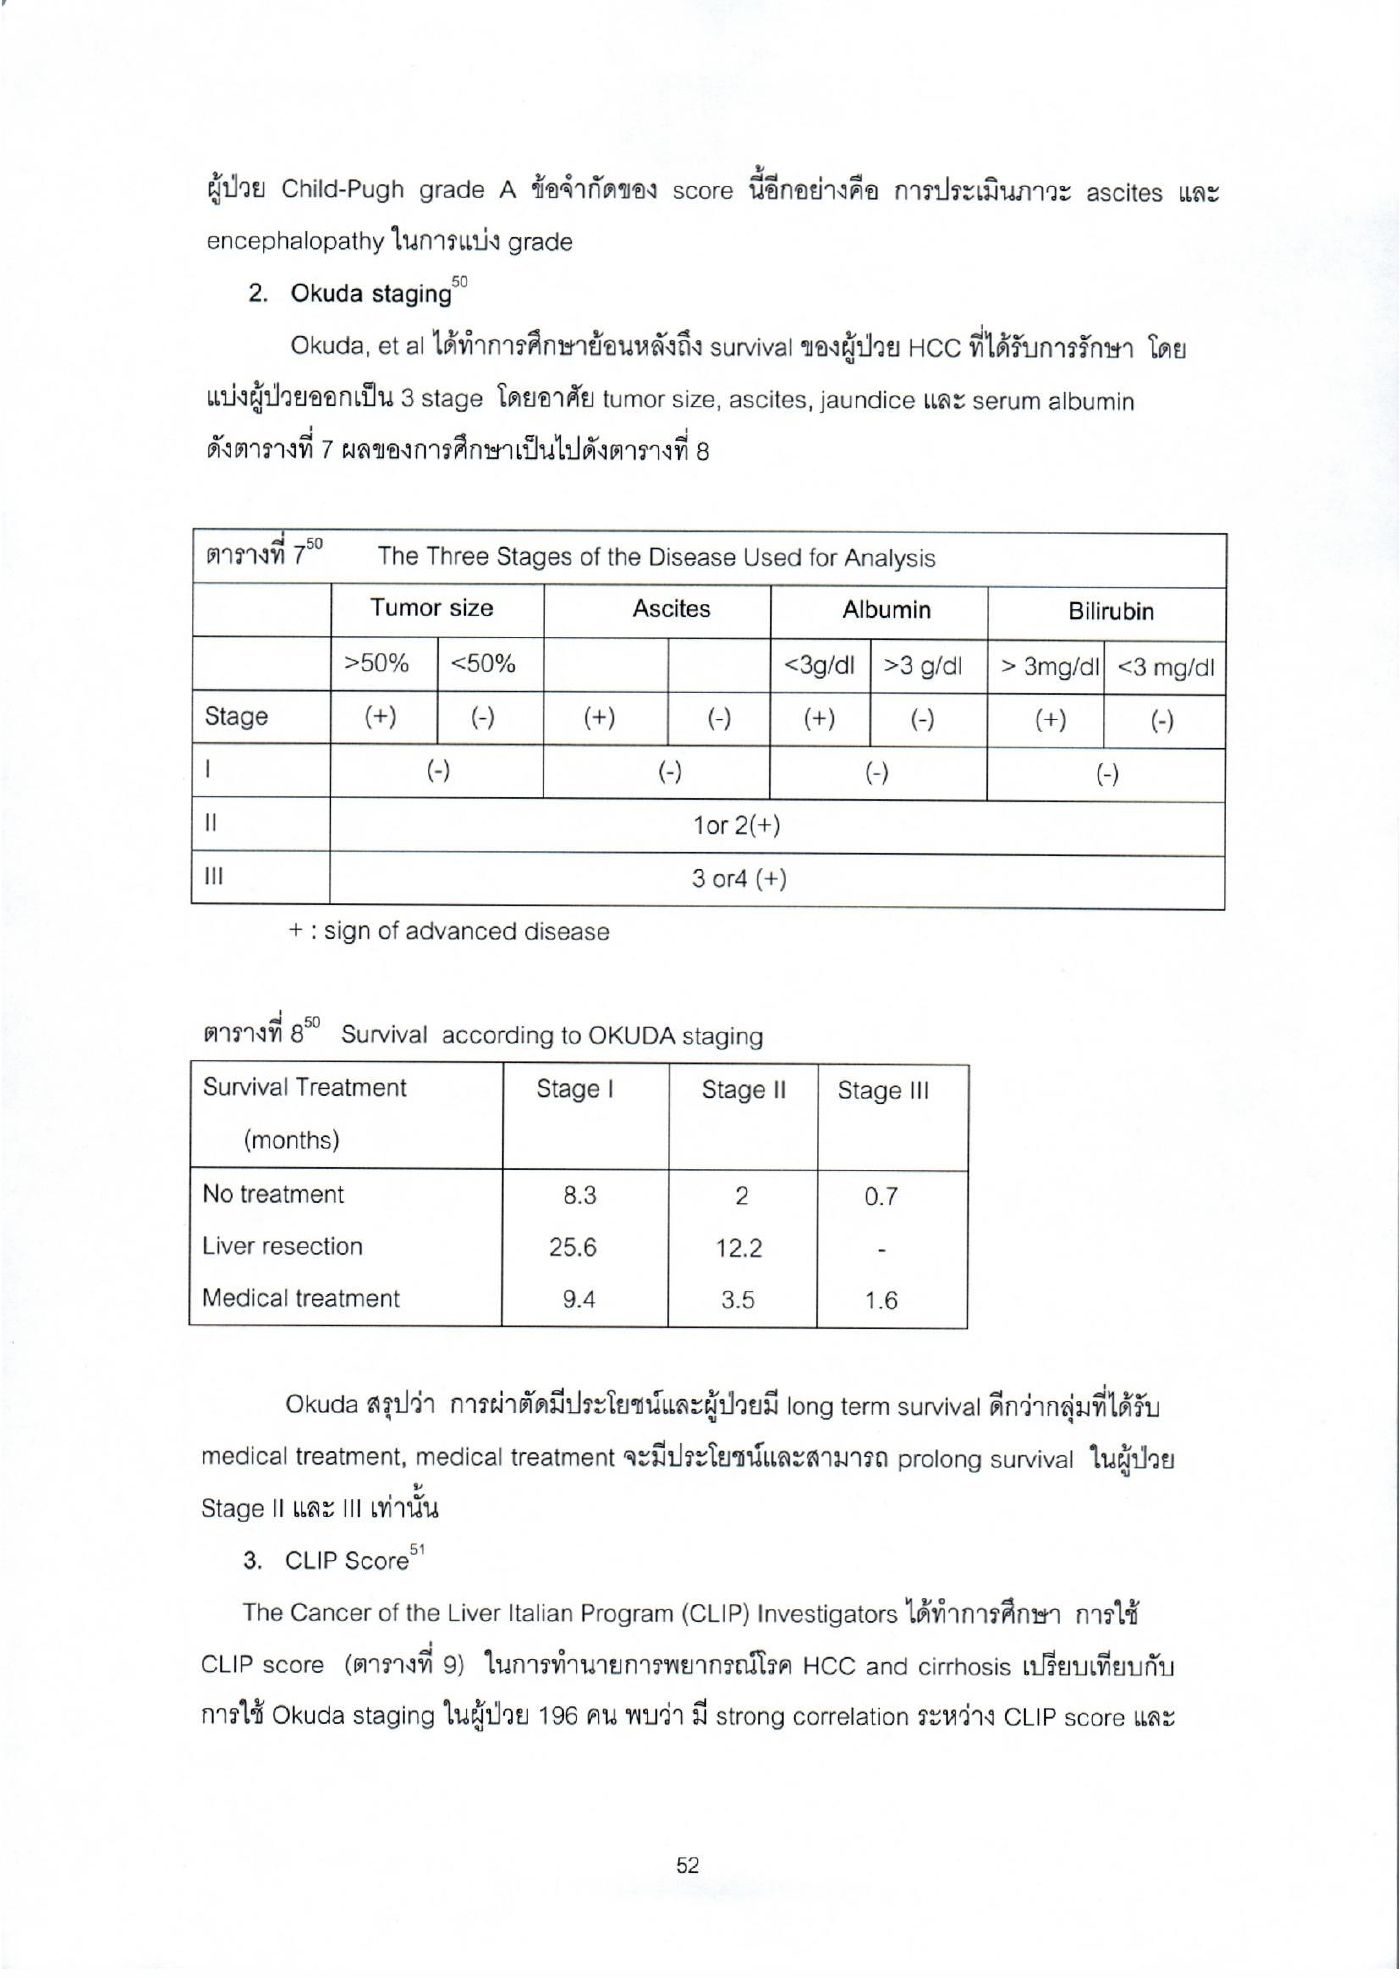 ผู้ป่วย Child-Pugh grade A ข้อจำกัดของ score นี้อีกอย่างคือ การประเมินภาวะ ascites และ
encephalopathy ในการแบ่ง grade
2. Okuda staging50
Okuda, et al ได้ทำการศึกษาย้อนหลังถึง survival ของผู้ป่วย HCC ที่ได้รับการรักษา โดย
แบ่งผู้ป่วยออกเป็น 3 stage โดยอาศัย tumor size, ascites, jaundice และ serum albumin
ดังตารางที่ 7 ผลของการศึกษาเป็นไปดังตารางที่ 8
ตารางที่ 750 The Three Stages of the Disease Used for Analysis
Tumor size Ascites Albumin Bilirubin
>50% <50% <3g/dl >3 g/dl > 3mg/dl <3 mg/dl
Stage (+) (-) (+) (-) (+) (-) (+) (-)
I (-) (-) (-) (-)
II 1or 2(+)
III 3 or4 (+)
+ : sign of advanced disease
ตารางที่ 850 Survival according to OKUDA staging
Survival Treatment Stage I Stage II Stage III
(months)
No treatment 8.3 2 0.7
Liver resection 25.6 12.2 -
Medical treatment 9.4 3.5 1.6
Okuda สรุปว่า การผ่าตัดมีประโยชน์และผู้ป่วยมี long term survival ดีกว่ากลุ่มที่ได้รับ
medical treatment, medical treatment จะมีประโยชน์และสามารถ prolong survival ในผู้ป่วย
Stage II และ III เท่านั้น
3. CLIP Score51
The Cancer of the Liver Italian Program (CLIP) Investigators ได้ทำการศึกษา การใช้
CLIP score (ตารางที่ 9) ในการทำนายการพยากรณ์โรค HCC and cirrhosis เปรียบเทียบกับ
การใช้ Okuda staging ในผู้ป่วย 196 คน พบว่า มี strong correlation ระหว่าง CLIP score และ
52